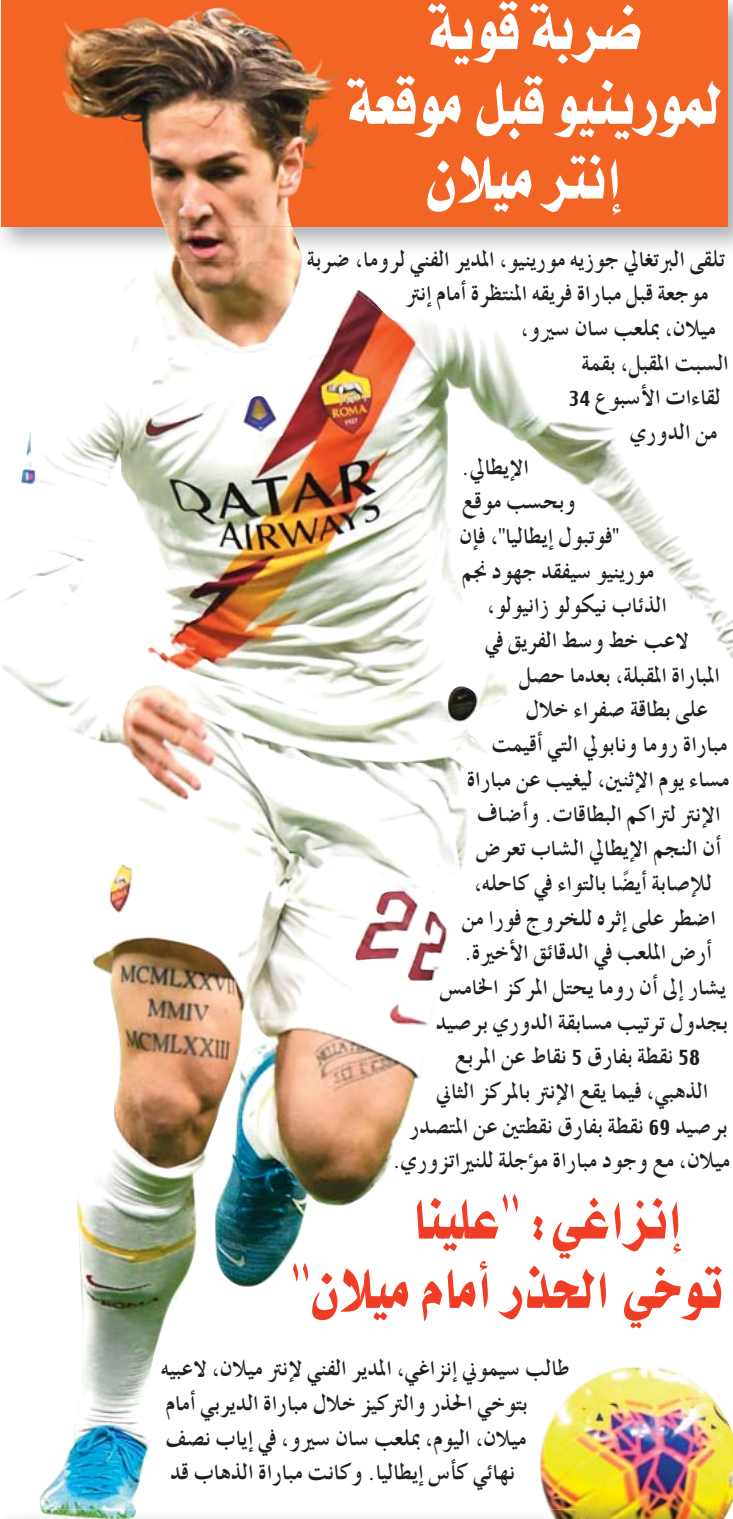 ضربة قوية
لمورينيو قبل موقعة
إنتر ميلان
تلقى البرتغالي جوزيه مورينيو، المدير الفني لروما، ضربة
موجعة قبل مباراة فريقه المنتظرة أمام إنتر
ميلان، بملعب سان سيرو،
السبت المقبل، بقمة
لقاءات الأسبوع 34
من الدوري
الإيطالي.
وبحسب موقع
"فوتبول إيطاليا"، فإن
مورينيو سيفقد جهود نجم
الذئاب نيكولو زانيولو،
لاعب خط وسط الفريق في
المباراة المقبلة، بعدما حصل
على بطاقة صفراء خلال
مباراة روما ونابولي التي أقيمت
مساء يوم الإثنين، ليغيب عن مباراة
الإنتر لتراكم البطاقات. وأضاف
أن النجم الإيطالي الشاب تعرض
للإصابة أيضًا بالتواء في كاحله،
اضطر على إثره للخروج فورا من
أرض الملعب في الدقائق الأخيرة.
يشار إلى أن روما يحتل المركز الخامس
بجدول ترتيب مسابقة الدوري برصيد
58 نقطة بفارق 5 نقاط عن المربع
الذهبي، فيما يقع الإنتر بالمركز الثاني
برصيد 69 نقطة بفارق نقطتين عن المتصدر
ميلان، مع وجود مباراة مؤجلة للنيراتزوري.
ROMA
1927
QATAR
AIRWAYS
22
MCMLXXVII
MMIV
MCMLXXIII
ROMA
إنزاغي: "علينا
توخي الحذر أمام ميلان"
طالب سيموني إنزاغي، المدير الفني لإنتر ميلان، لاعبيه
بتوخي الحذر والتركيز خلال مباراة الديربي أمام
ميلان، اليوم، بملعب سان سيرو، في إياب نصف
نهائي كأس إيطاليا. وكانت مباراة الذهاب قد